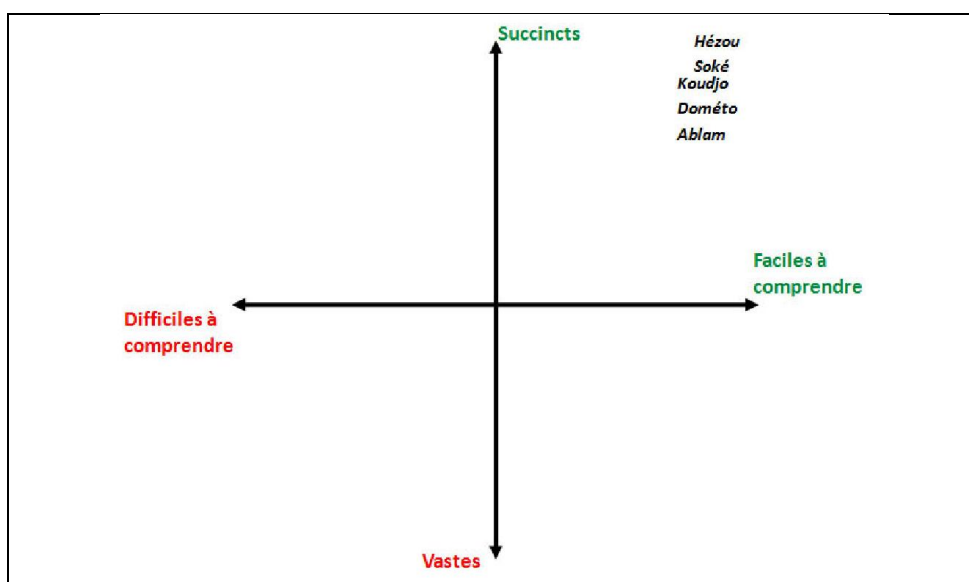 Succincts
Hézou
Soké
Koudjo
Dométo
Ablam
Faciles à
comprendre
Difficiles à
comprendre
Vastes